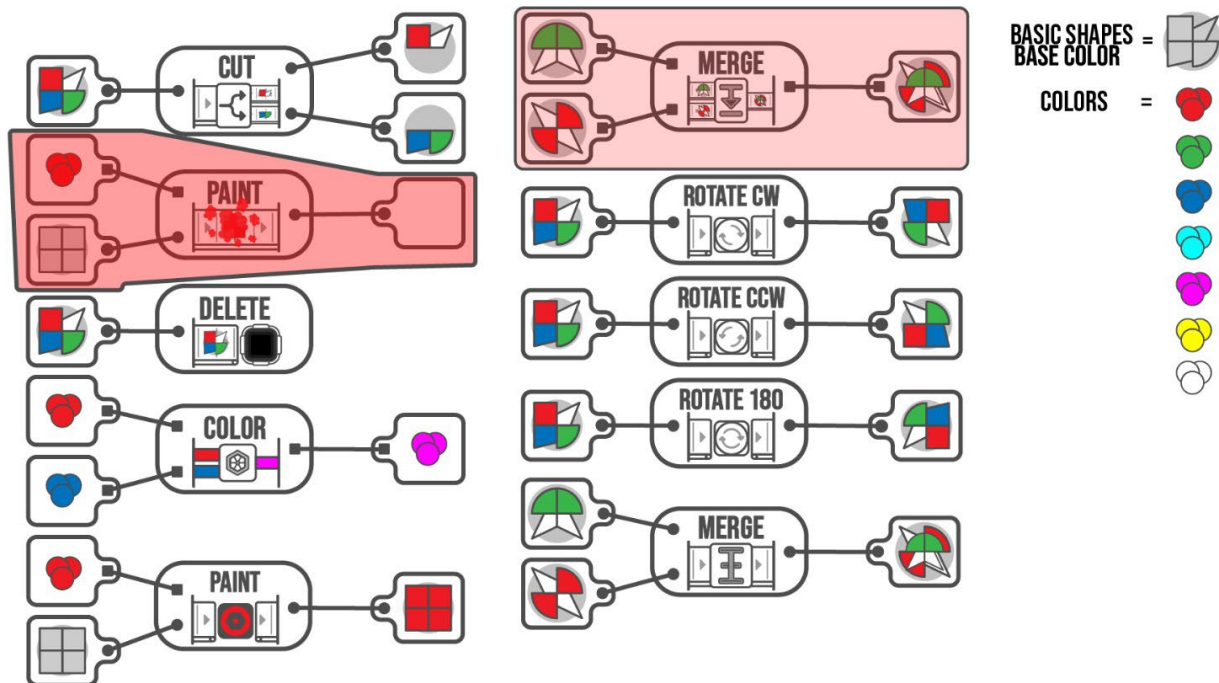 CUT
PAINT
DELETE
COLOR
PAINT
MERGE
ROTATE CW
ROTATE CCW
ROTATE 180
MERGE
BASIC SHAPES
BASE COLOR =
COLORS =